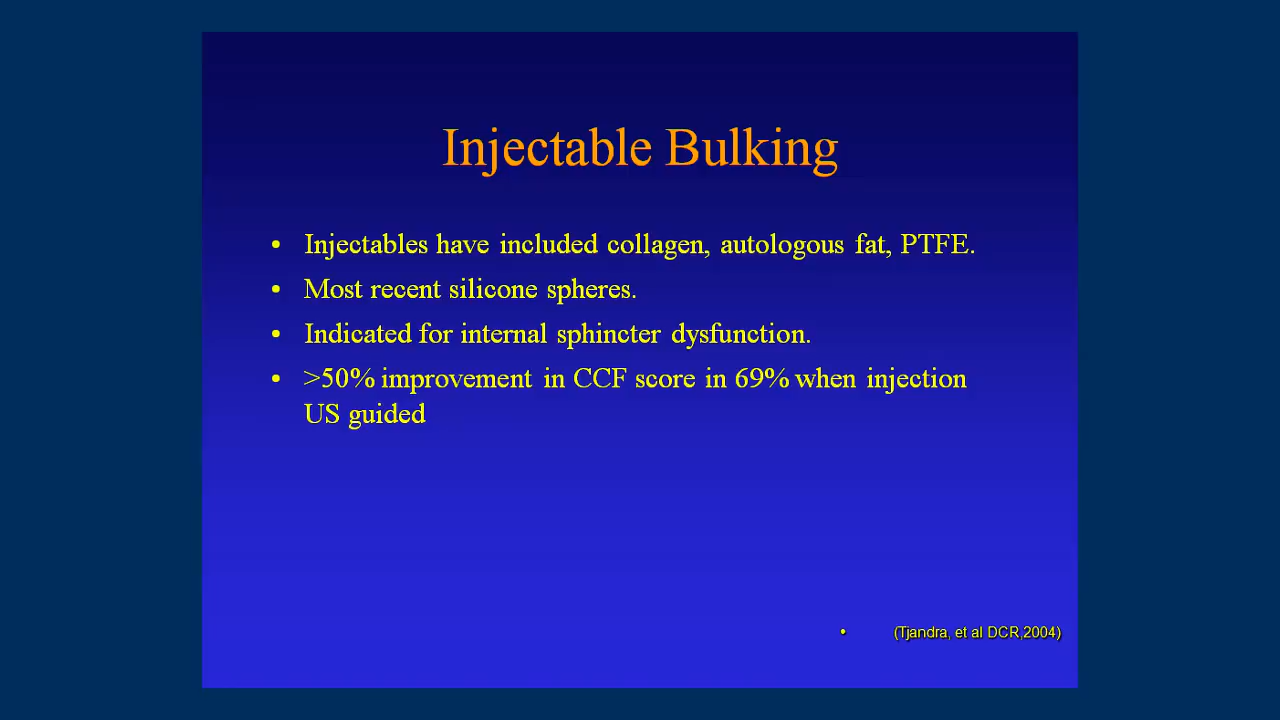 Injectable Bulking
• Injectables have included collagen, autologous fat, PTFE.
• Most recent silicone spheres.
• Indicated for internal sphincter dysfunction.
• >50% improvement in CCF score in 69% when injection
US guided
• (Tjandra, et al DCR,2004)